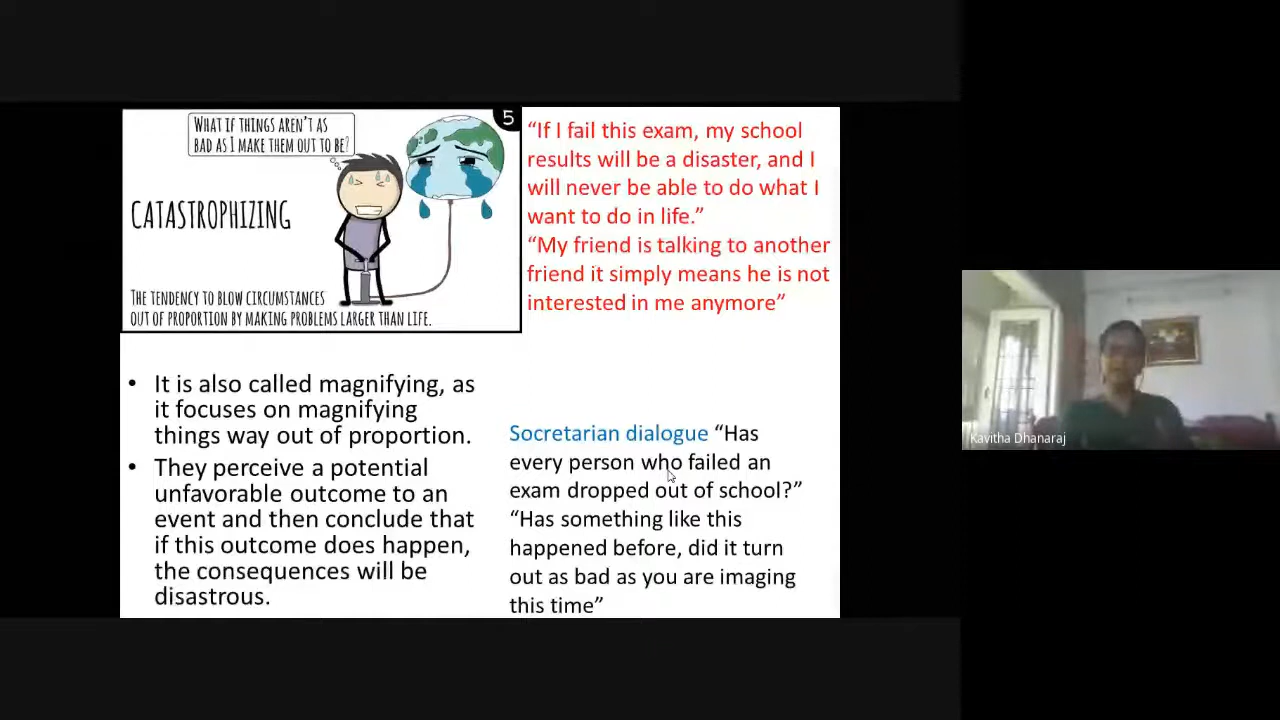 5
WHAT IF THINGS AREN'T AS
BAD AS I MAKE THEM OUT TO BE?
CATASTROPHIZING
THE TENDENCY TO BLOW CIRCUMSTANCES
OUT OF PROPORTION BY MAKING PROBLEMS LARGER THAN LIFE.
“If I fail this exam, my school
results will be a disaster, and I
will never be able to do what I
want to do in life.”
“My friend is talking to another
friend it simply means he is not
interested in me anymore”
• It is also called magnifying, as
it focuses on magnifying
things way out of proportion.
• They perceive a potential
unfavorable outcome to an
event and then conclude that
if this outcome does happen,
the consequences will be
disastrous.
Socretarian dialogue “Has
every person who failed an
exam dropped out of school?”
“Has something like this
happened before, did it turn
out as bad as you are imaging
this time”
Kavitha Dhanaraj